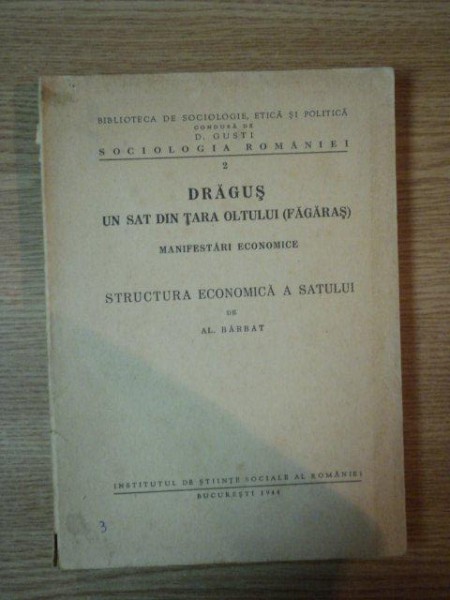 BIBLIOTECA DE SOCIOLOGIE, ETICĂ ȘI POLITICĂ
CONDUSĂ DE
D. GUSTI
SOCIOLOGIA ROMÂNIEI
2
DRĂGUȘ
UN SAT DIN ȚARA OLTULUI (FĂGĂRAȘ)
MANIFESTĂRI ECONOMICE
STRUCTURA ECONOMICĂ A SATULUI
DE
AL. BĂRBAT
INSTITUTUL DE ȘTIINȚE SOCIALE AL ROMÂNIEI
BUCUREȘTI 1944
3